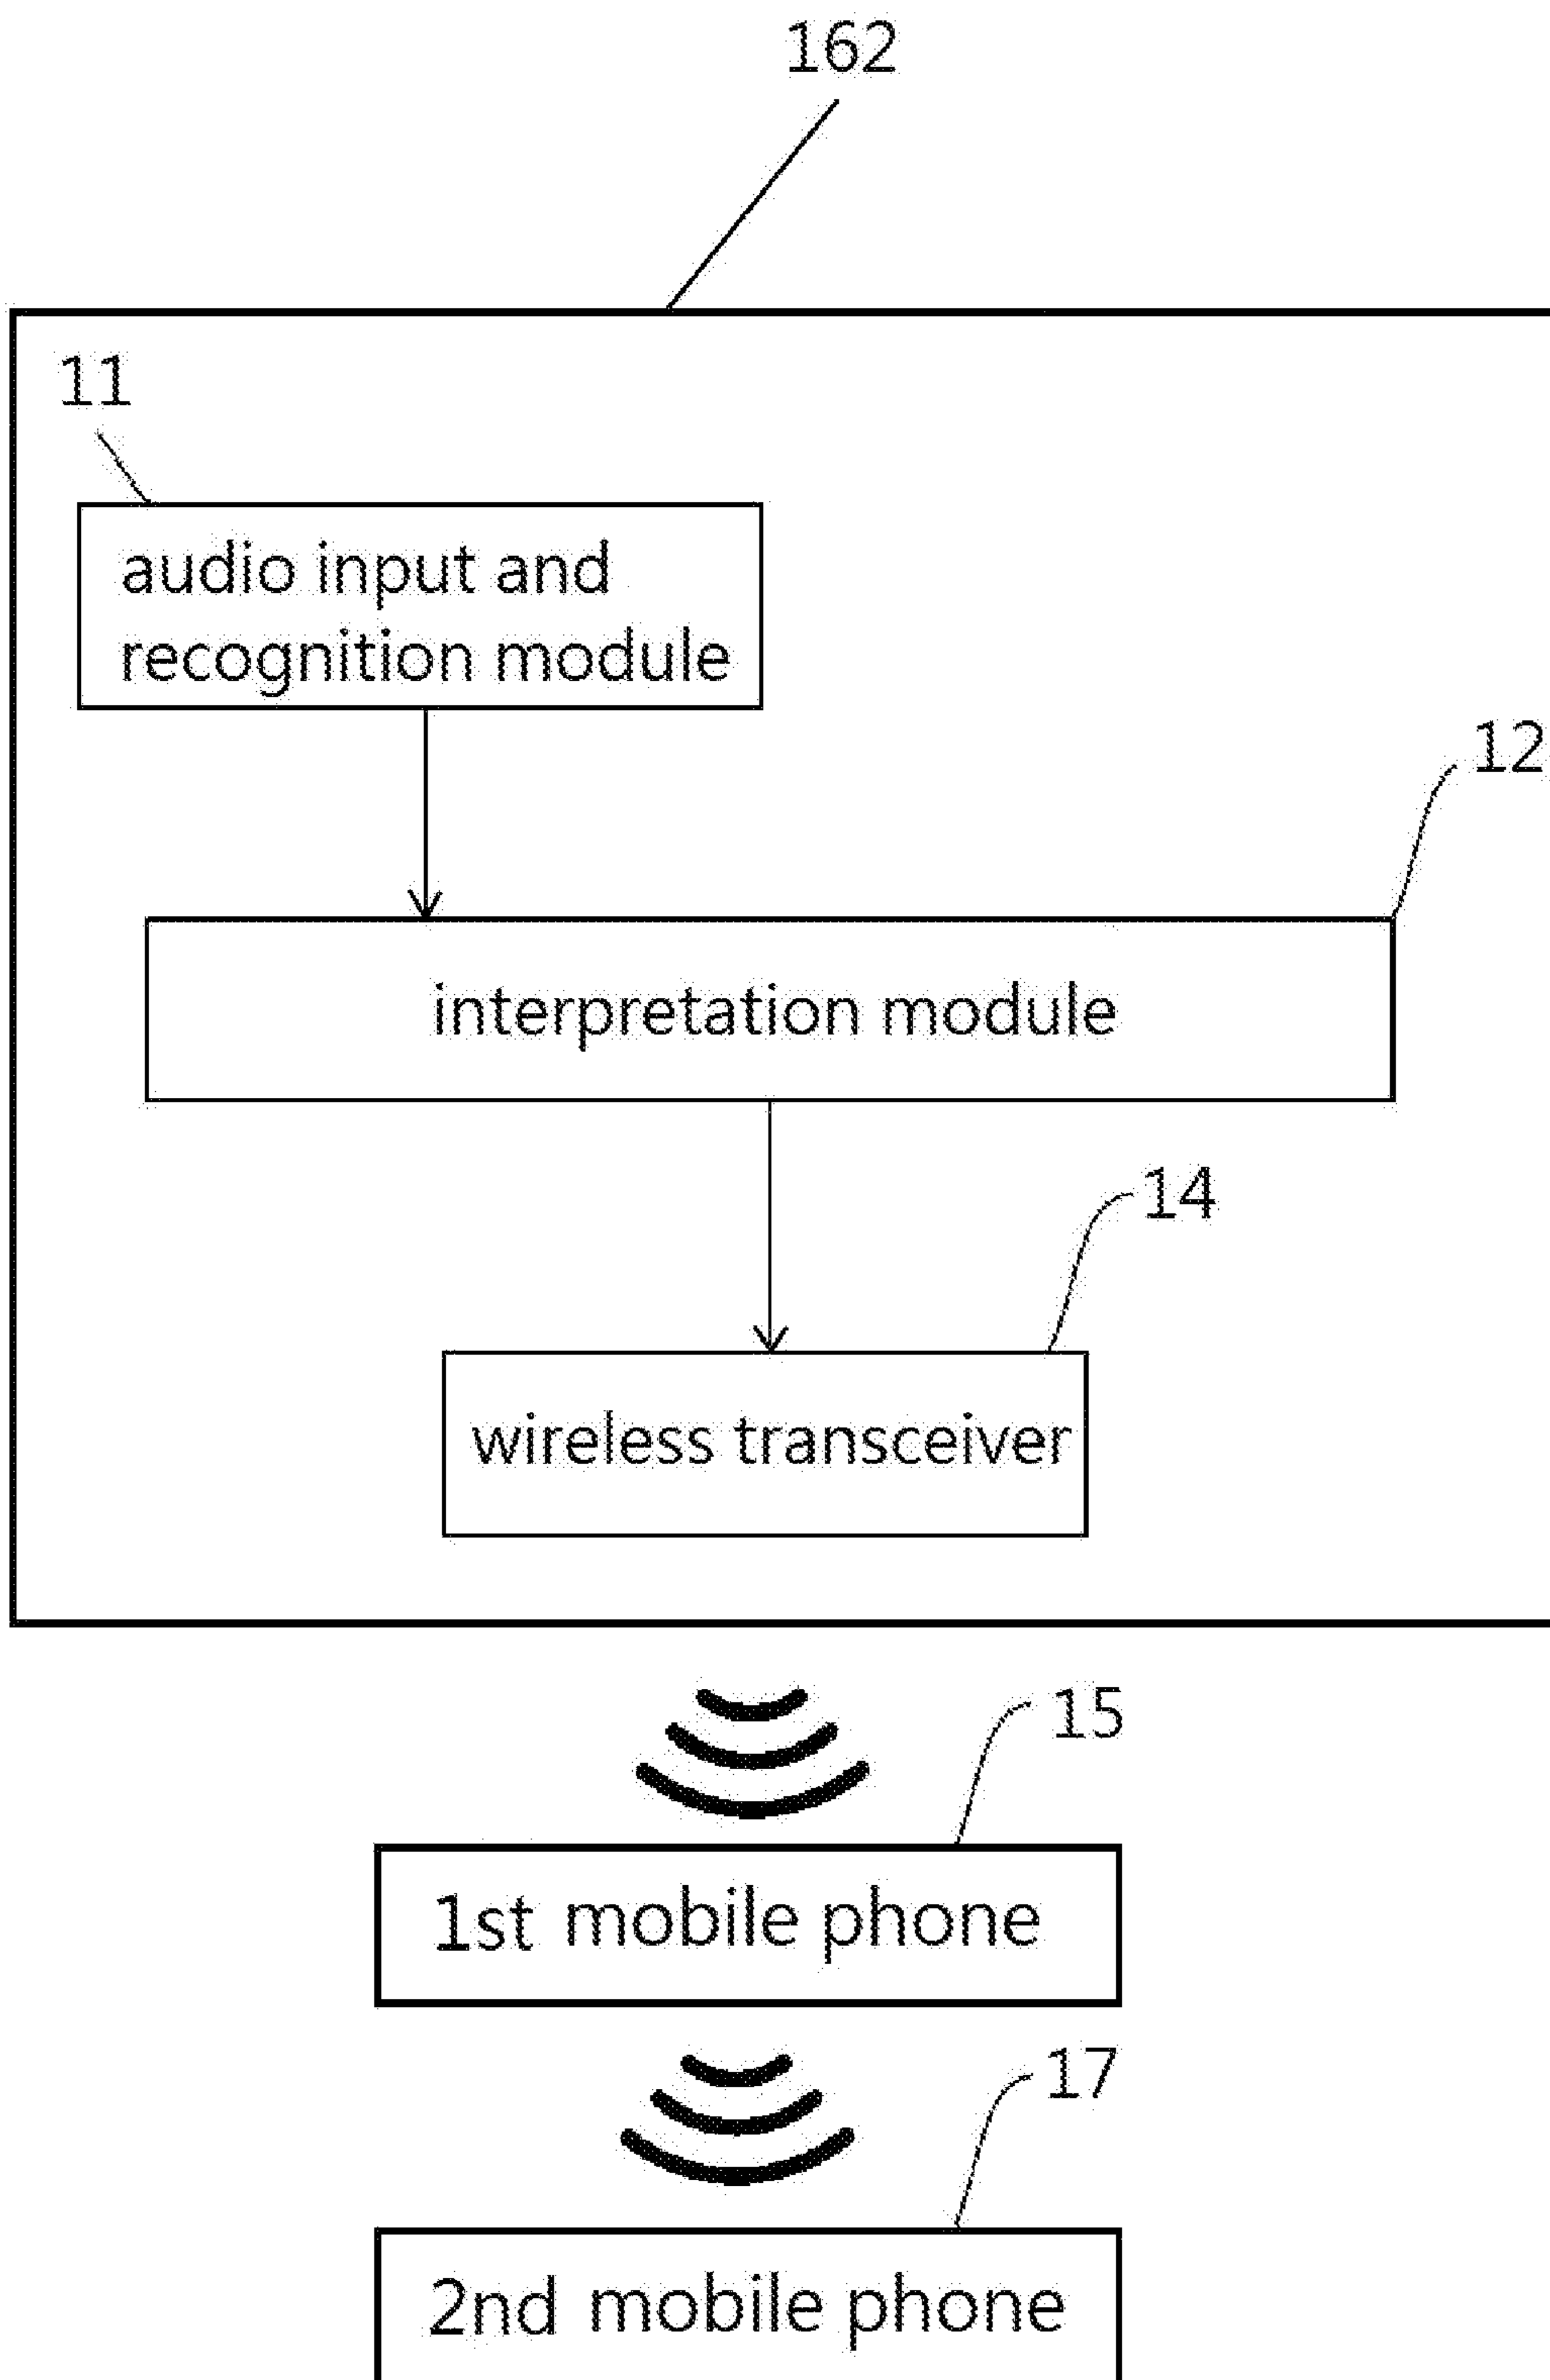 162
11
audio input and
recognition module
12
interpretation module
14
wireless transceiver
15
1st mobile phone
17
2nd mobile phone